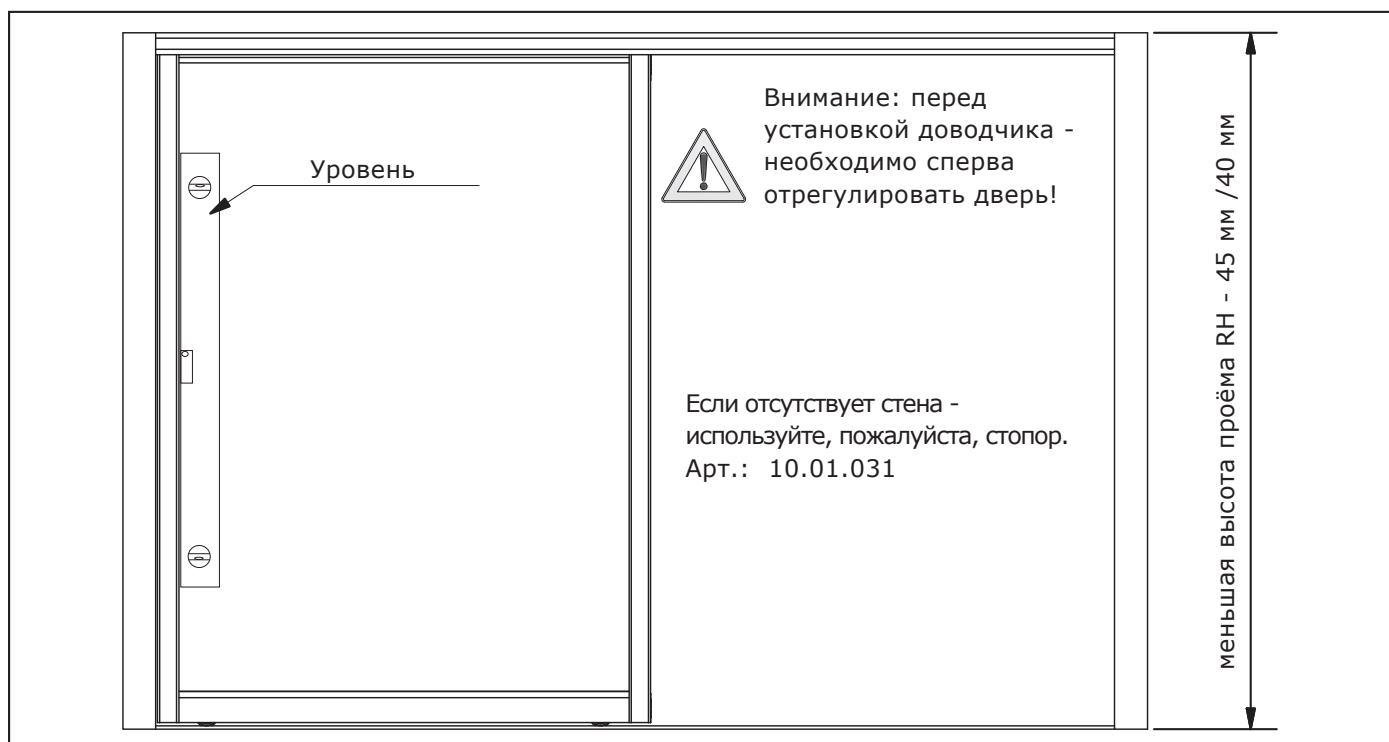 Внимание: перед
установкой доводчика -
необходимо сперва
отрегулировать дверь!
Уровень
Если отсутствует стена -
используйте, пожалуйста, стопор.
Арт.: 10.01.031
меньшая высота проёма RH - 45 мм /40 мм